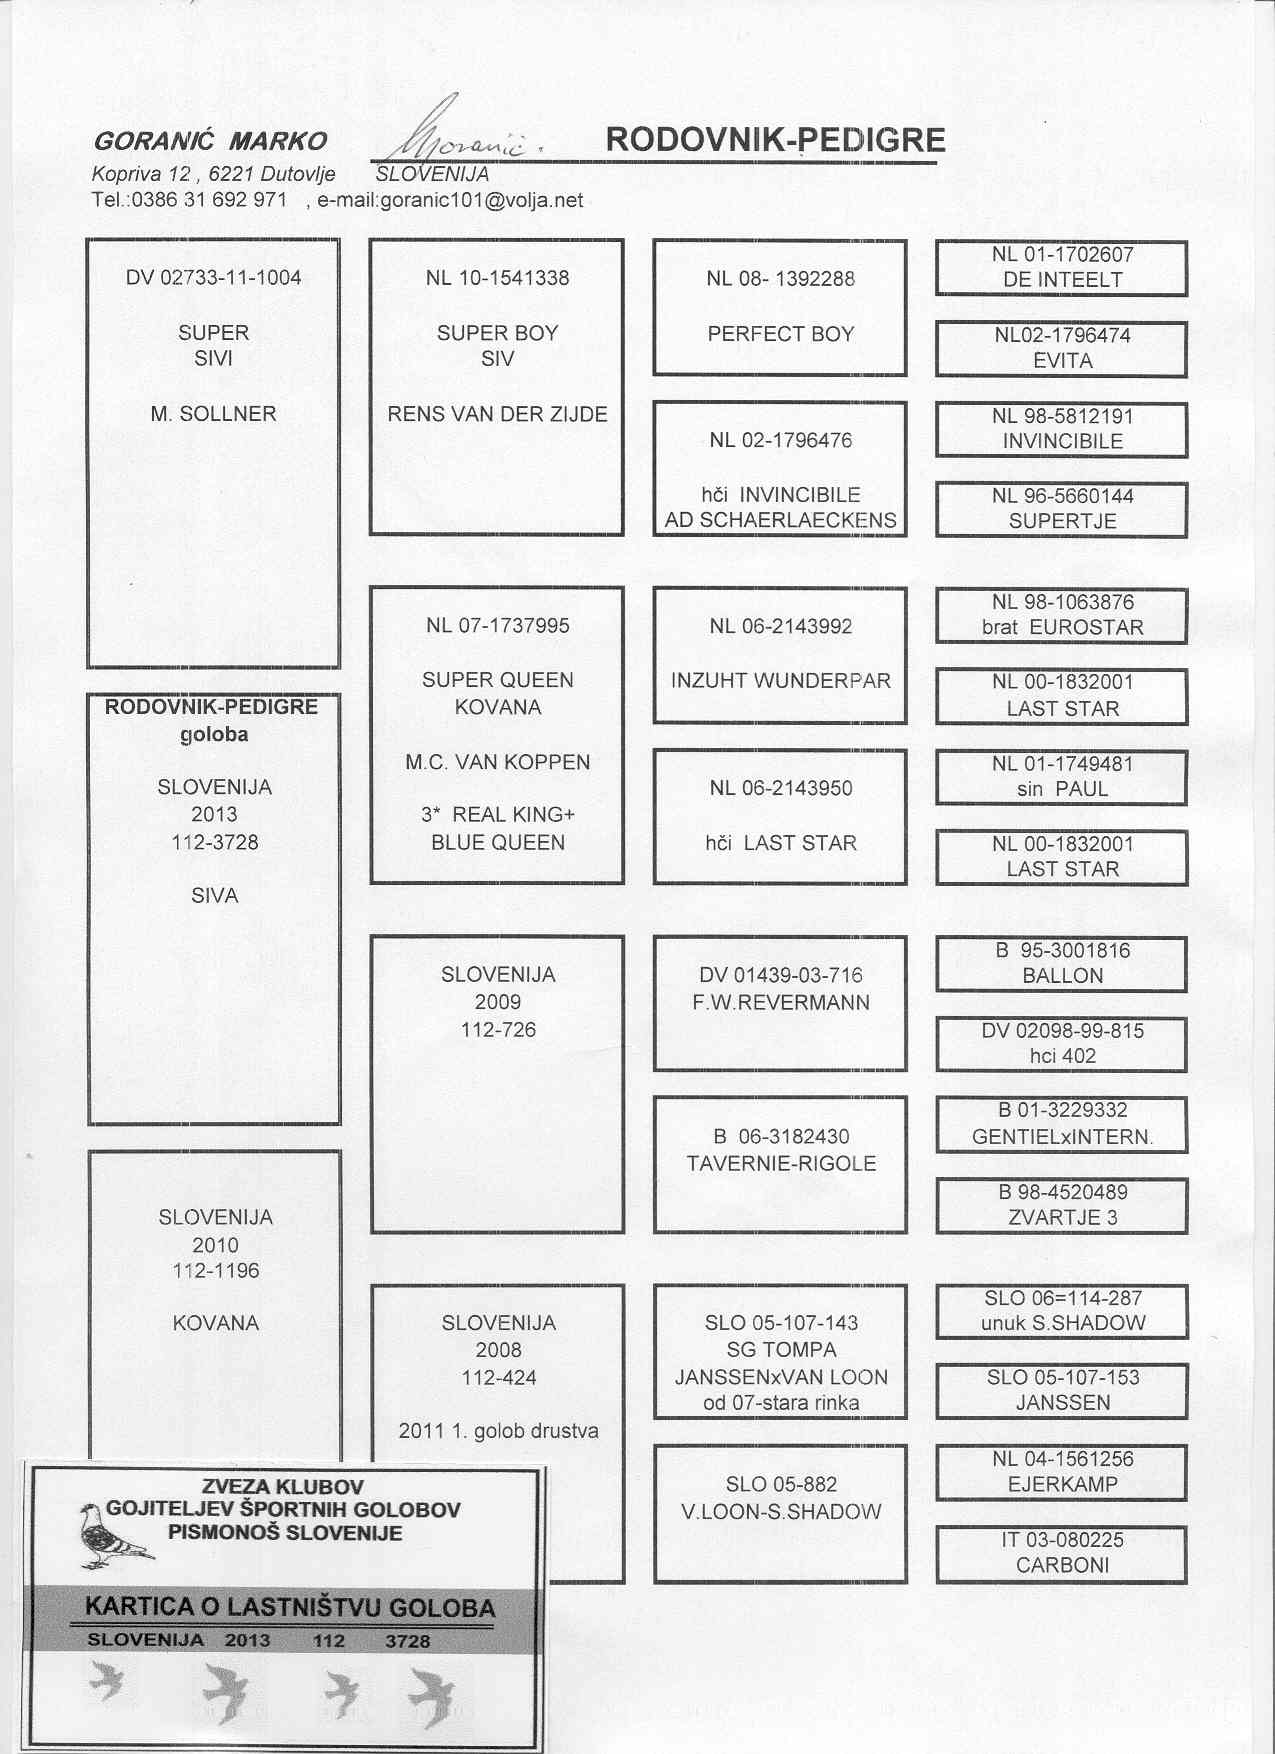 GORANIĆ MARKO
Goranić.
RODOVNIK-PEDIGRE
Kopriva 12 , 6221 Dutovlje SLOVENIJA
Tel.:0386 31 692 971 , e-mail:goranic101@volja.net
DV 02733-11-1004
SUPER
SIVI
M. SOLLNER
RODOVNIK-PEDIGRE
goloba
SLOVENIJA
2013
112-3728
SIVA
SLOVENIJA
2010
112-1196
KOVANA
NL 10-1541338
SUPER BOY
SIV
RENS VAN DER ZIJDE
NL 07-1737995
SUPER QUEEN
KOVANA
M.C. VAN KOPPEN
3* REAL KING+
BLUE QUEEN
SLOVENIJA
2009
112-726
SLOVENIJA
2008
112-424
2011 1. golob drustva
NL 08- 1392288
PERFECT BOY
NL 02-1796476
hči INVINCIBILE
AD SCHAERLAECKENS
NL 06-2143992
INZUHT WUNDERPAR
NL 06-2143950
hči LAST STAR
DV 01439-03-716
F.W.REVERMANN
B 06-3182430
TAVERNIE-RIGOLE
SLO 05-107-143
SG TOMPA
JANSSENxVAN LOON
od 07-stara rinka
SLO 05-882
V.LOON-S.SHADOW
NL 01-1702607
DE INTEELT
NL02-1796474
EVITA
NL 98-5812191
INVINCIBILE
NL 96-5660144
SUPERTJE
NL 98-1063876
brat EUROSTAR
NL 00-1832001
LAST STAR
NL 01-1749481
sin PAUL
NL 00-1832001
LAST STAR
B 95-3001816
BALLON
DV 02098-99-815
hci 402
B 01-3229332
GENTIELxINTERN.
B 98-4520489
ZVARTJE 3
SLO 06=114-287
unuk S.SHADOW
SLO 05-107-153
JANSSEN
NL 04-1561256
EJERKAMP
IT 03-080225
CARBONI
ZVEZA KLUBOV
GOJITELJEV ŠPORTNIH GOLOBOV
PISMONOŠ SLOVENIJE
KARTICA O LASTNIŠTVU GOLOBA
SLOVENIJA 2013 112 3728